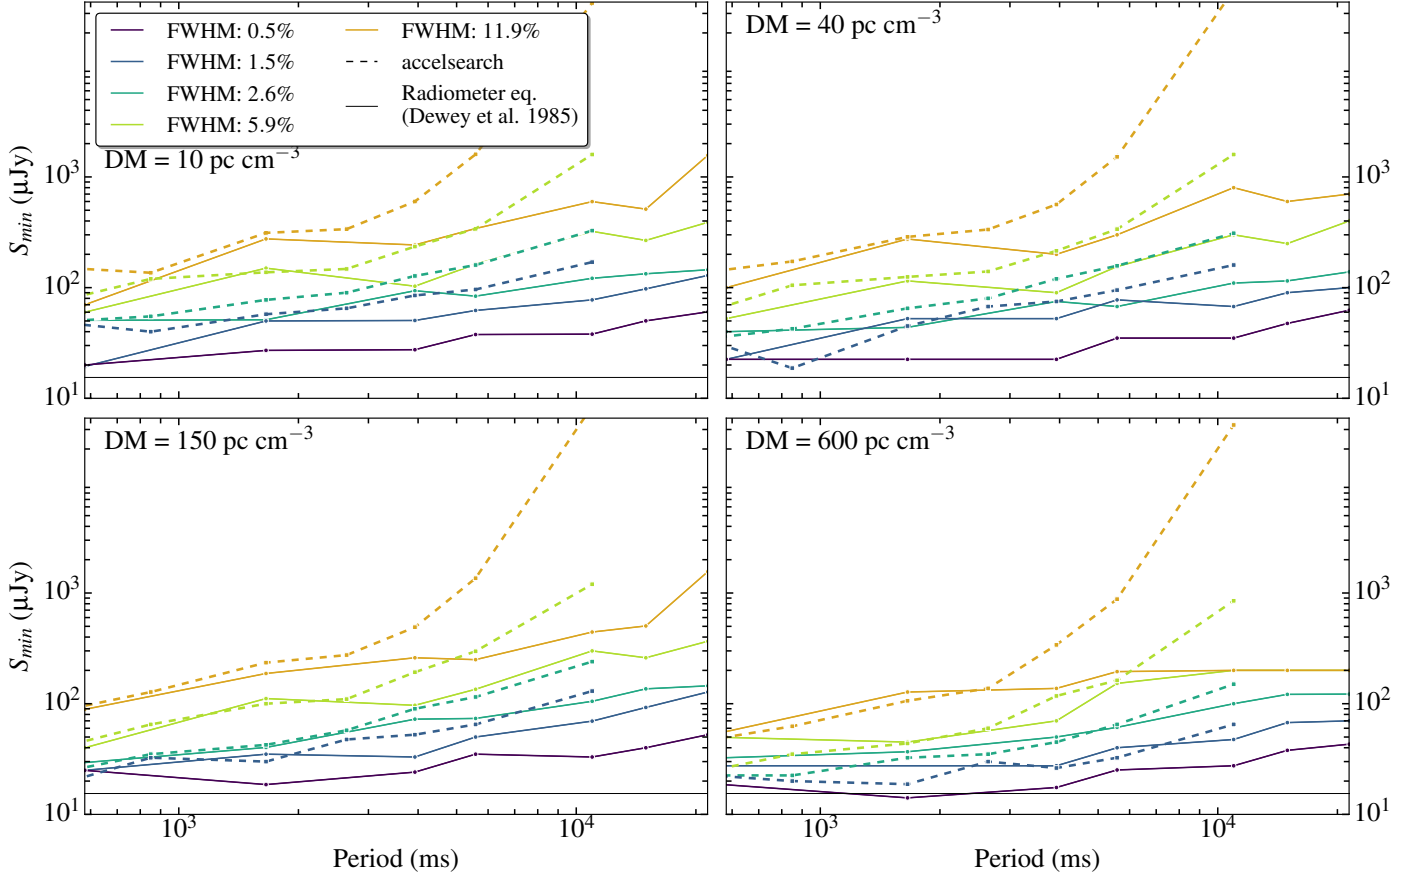 FWHM: 0.5%
FWHM: 1.5%
FWHM: 2.6%
FWHM: 5.9%
FWHM: 11.9%
accelsearch
Radiometer eq.
(Dewey et al. 1985)
DM = 10 pc cm⁻³
DM = 40 pc cm⁻³
S_min (μJy)
10³
10²
10¹
10³
10²
10¹
DM = 150 pc cm⁻³
DM = 600 pc cm⁻³
S_min (μJy)
10³
10²
10¹
10³
10²
10¹
10³ 10⁴
10³ 10⁴
Period (ms)
Period (ms)